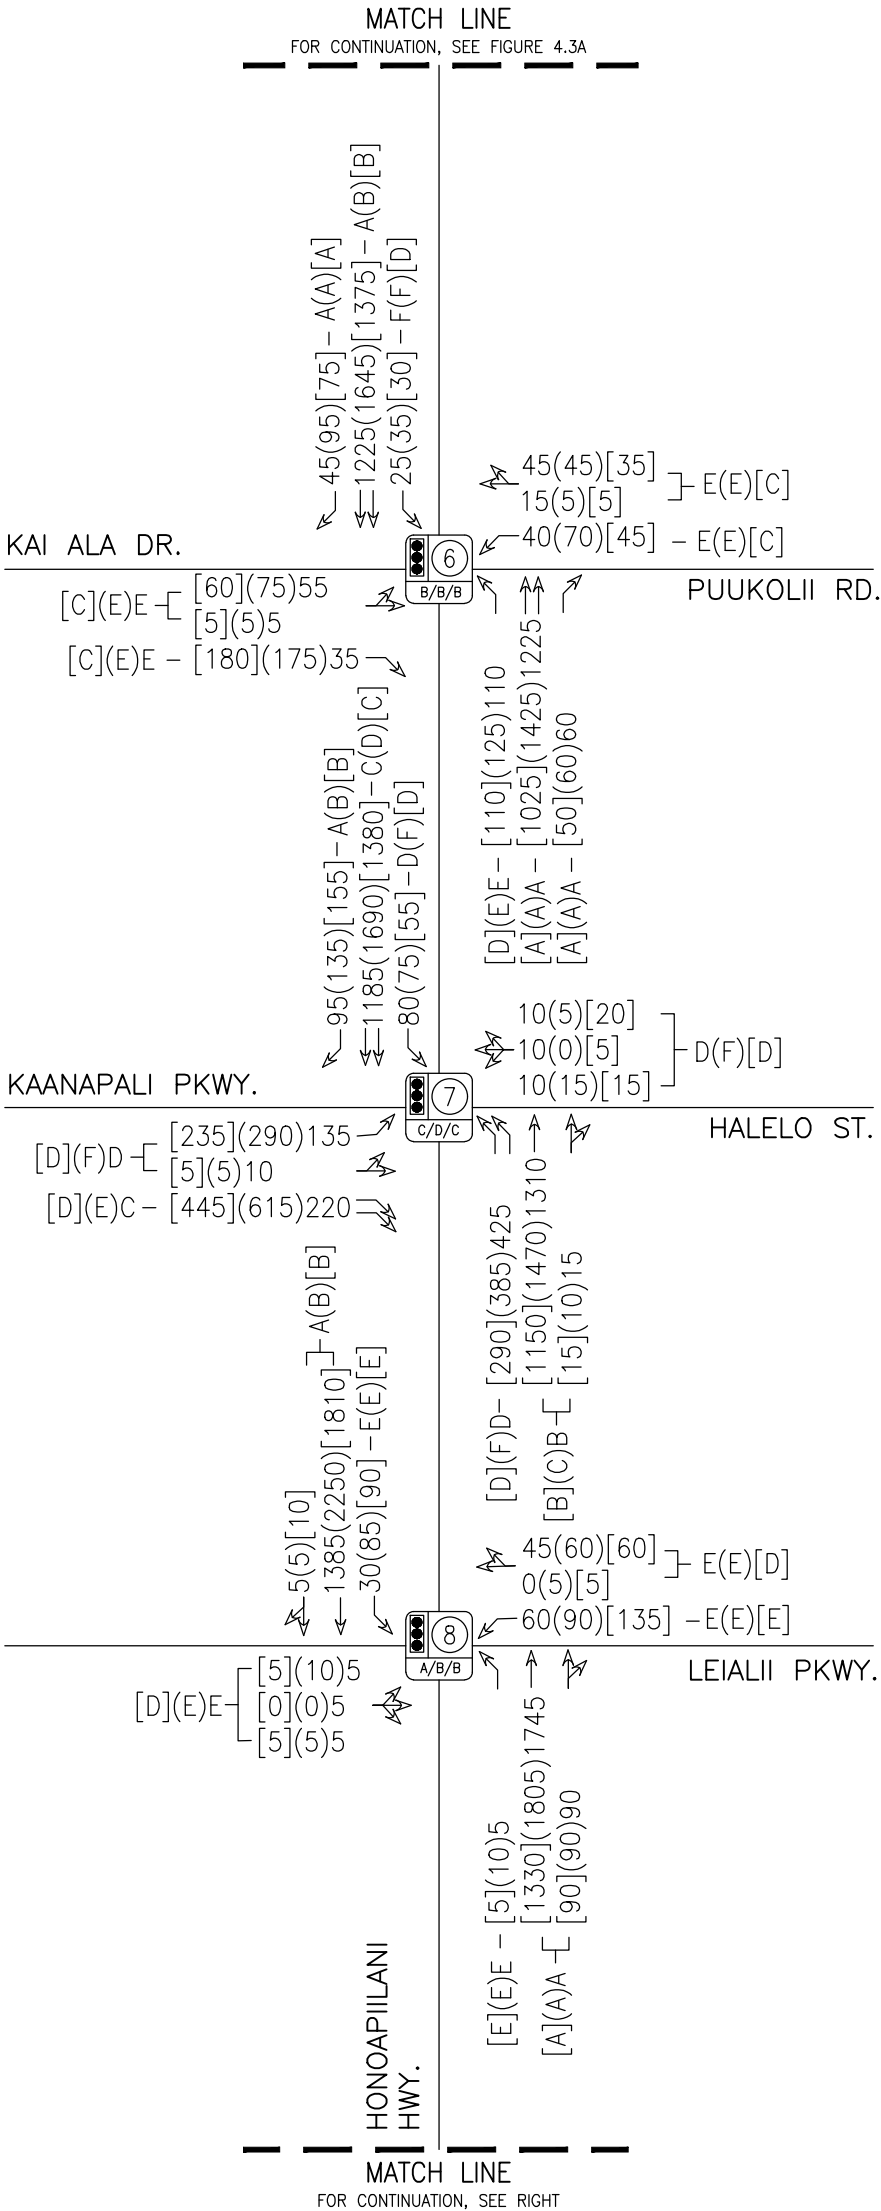 MATCH LINE
FOR CONTINUATION, SEE FIGURE 4.3A
45(95)[75] – A(A)[A]
1225(1645)[1375] – A(B)[B]
25(35)[30] – F(F)[D]
45(45)[35]
15(5)[5]
E(E)[C]
40(70)[45] – E(E)[C]
KAI ALA DR.
6
B/B/B
PUUKOLII RD.
[C](E)E
[60](75)55
[5](5)5
[C](E)E – [180](175)35
[D](E)E – [110](125)110
[A](A)A – [1025](1425)1225
[A](A)A – [50](60)60
95(135)[155] – A(B)[B]
1185(1690)[1380] – C(D)[C]
80(75)[55] – D(F)[D]
10(5)[20]
10(0)[5]
10(15)[15]
D(F)[D]
KAANAPALI PKWY.
7
C/D/C
HALELO ST.
[D](F)D
[235](290)135
[5](5)10
[D](E)C – [445](615)220
[D](F)D – [290](385)425
[1150](1470)1310
[15](10)15
[B](C)B
A(B)[B]
5(5)[10]
1385(2250)[1810]
30(85)[90] – E(E)[E]
45(60)[60]
0(5)[5]
E(E)[D]
60(90)[135] – E(E)[E]
8
A/B/B
LEIALII PKWY.
[D](E)E
[5](10)5
[0](0)5
[5](5)5
[E](E)E – [5](10)5
[1330](1805)1745
[90](90)90
[A](A)A
HONOAPIILANI
HWY.
MATCH LINE
FOR CONTINUATION, SEE RIGHT